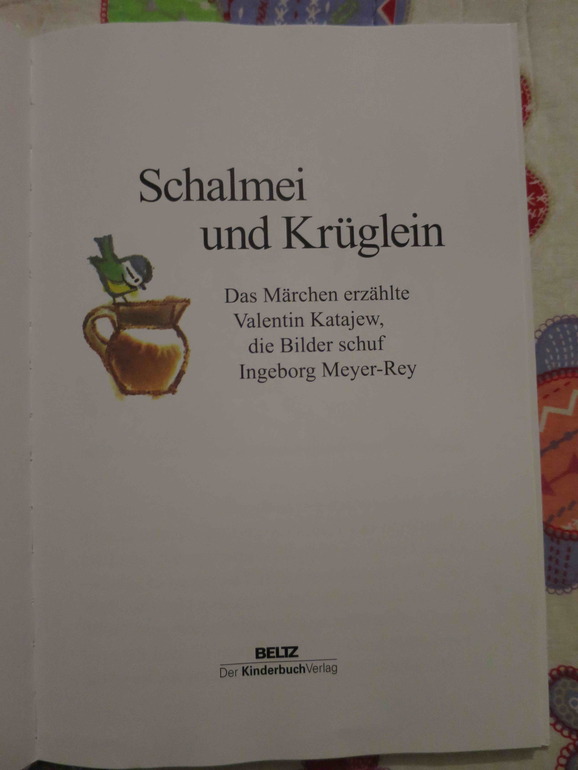 Schalmei
und Krüglein
Das Märchen erzählte
Valentin Katajew,
die Bilder schuf
Ingeborg Meyer-Rey
BELTZ
Der KinderbuchVerlag